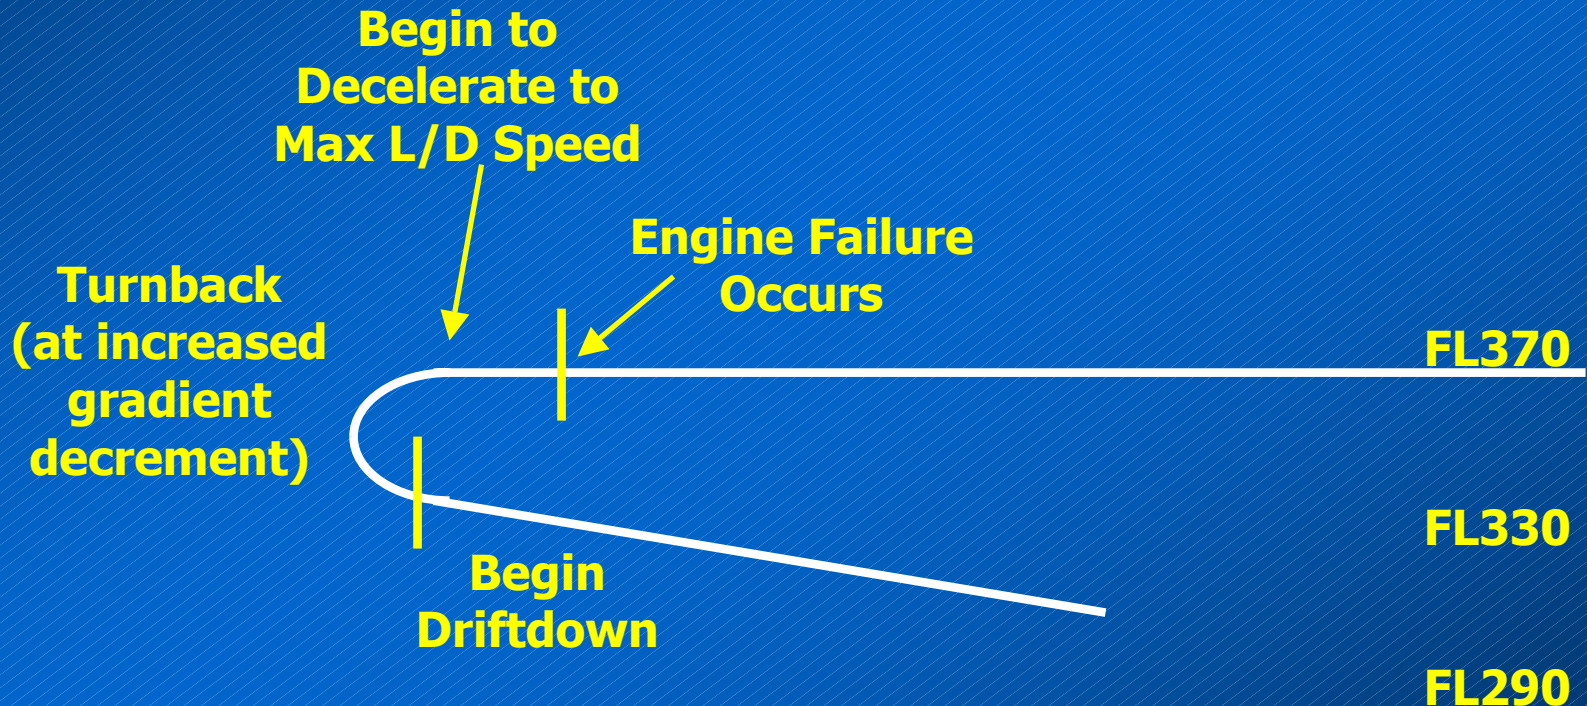 Begin to
Decelerate to
Max L/D Speed
Engine Failure
Occurs
Turnback
(at increased
gradient
decrement)
FL370
FL330
Begin
Driftdown
FL290